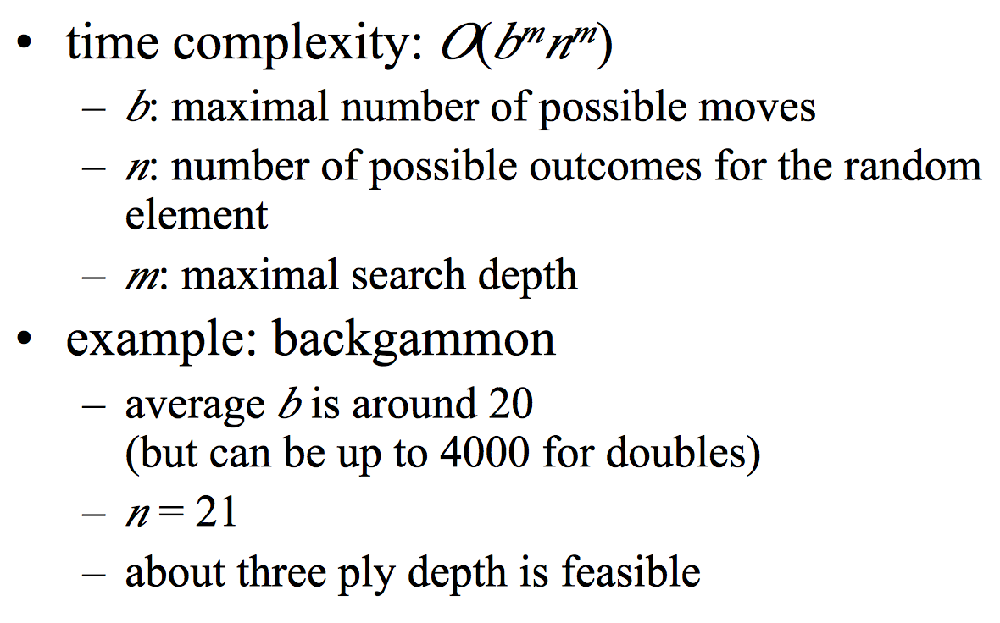 • time complexity: O(bᵐnᵐ)
– b: maximal number of possible moves
– n: number of possible outcomes for the random
element
– m: maximal search depth
• example: backgammon
– average b is around 20
(but can be up to 4000 for doubles)
– n = 21
– about three ply depth is feasible